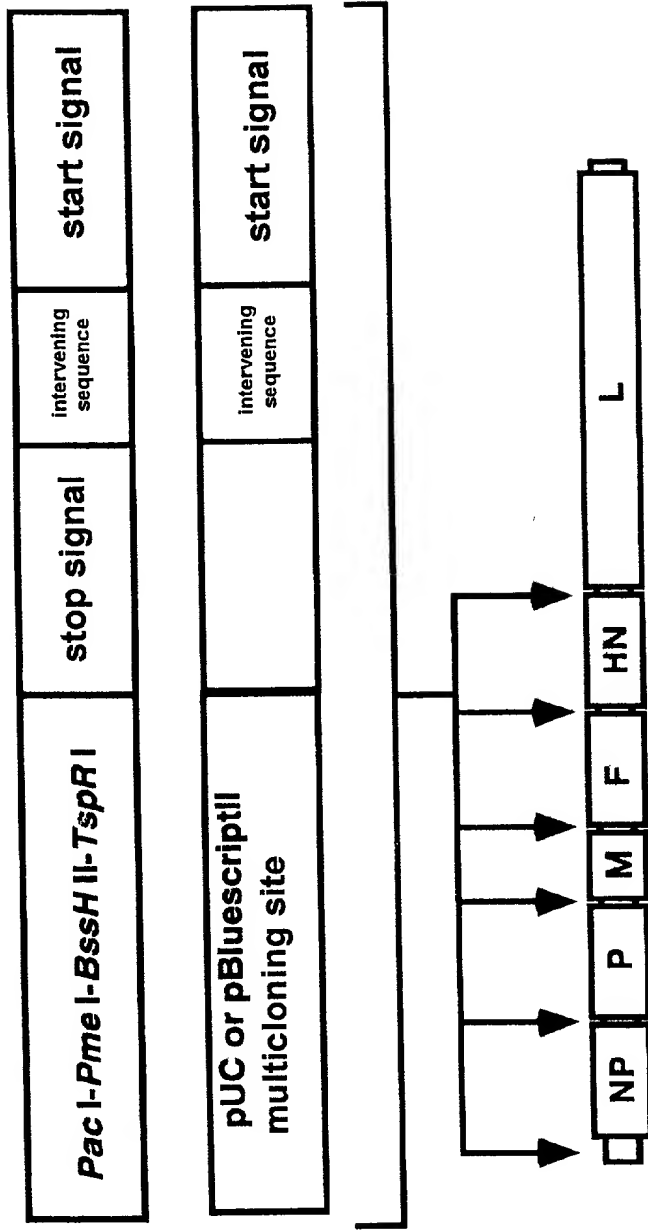 Pac I-Pme I-BssH II-TspR I
stop signal
intervening
sequence
start signal
pUC or pBluescriptII
multicloning site
intervening
sequence
start signal
NP
P
M
F
HN
L